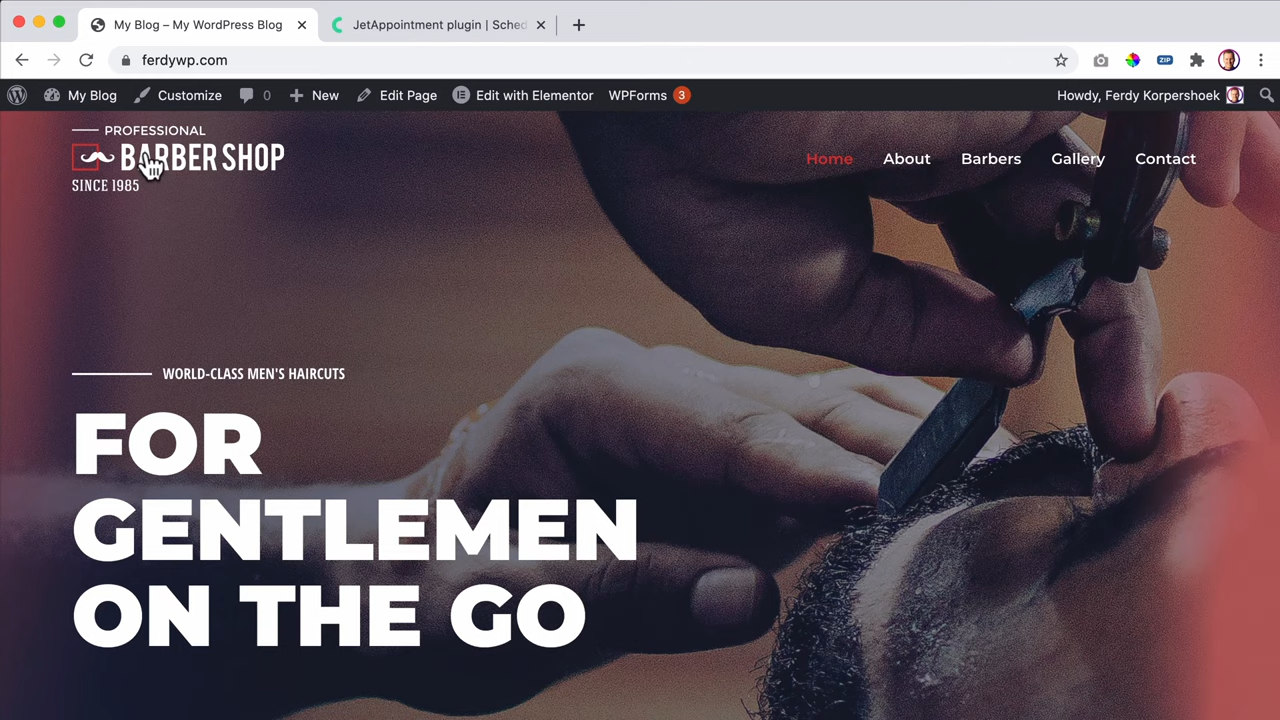 My Blog – My WordPress Blog
JetAppointment plugin | Sched
ferdywp.com
ZIP
My Blog
Customize
0
New
Edit Page
Edit with Elementor
WPForms 3
Howdy, Ferdy Korpershoek
PROFESSIONAL
BARBER SHOP
SINCE 1985
Home
About
Barbers
Gallery
Contact
WORLD-CLASS MEN'S HAIRCUTS
FOR
GENTLEMEN
ON THE GO